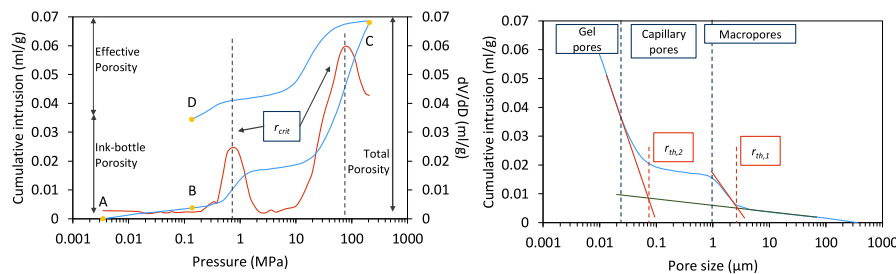 0.07
0.06
0.05
0.04
0.03
0.02
0.01
0
Cumulative intrusion (ml/g)
Effective
Porosity
Ink-bottle
Porosity
A
B
C
D
r_crit
Total
Porosity
0.07
0.06
0.05
0.04
0.03
0.02
0.01
0
dV/dD (ml/g)
0.001 0.01 0.1 1 10 100 1000
Pressure (MPa)
0.07
0.06
0.05
0.04
0.03
0.02
0.01
0
Cumulative intrusion (ml/g)
Gel
pores
Capillary
pores
Macropores
r_th,2
r_th,1
0.001 0.01 0.1 1 10 100 1000
Pore size (μm)